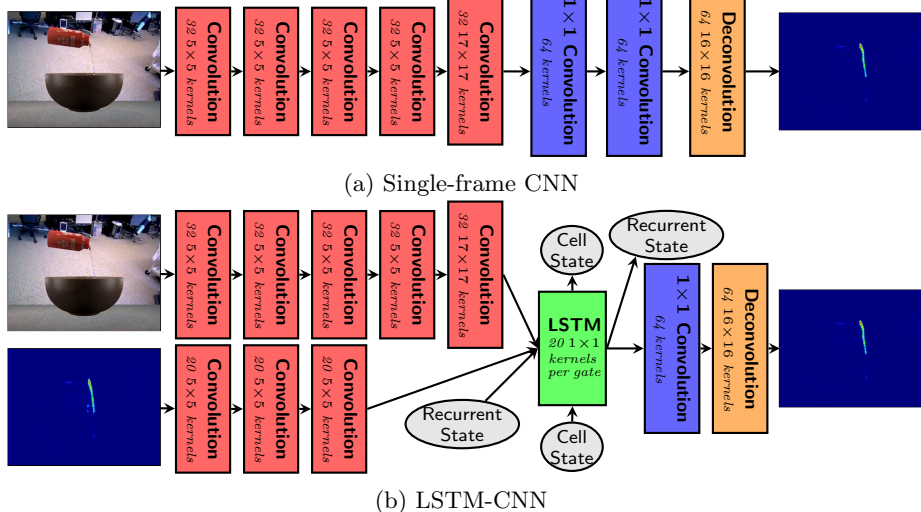 Convolution
32 5×5 kernels
Convolution
32 5×5 kernels
Convolution
32 5×5 kernels
Convolution
32 5×5 kernels
Convolution
32 17×17 kernels
1×1 Convolution
64 kernels
1×1 Convolution
64 kernels
Deconvolution
64 16×16 kernels
(a) Single-frame CNN
Convolution
32 5×5 kernels
Convolution
32 5×5 kernels
Convolution
32 5×5 kernels
Convolution
32 5×5 kernels
Convolution
32 17×17 kernels
Convolution
20 5×5 kernels
Convolution
20 5×5 kernels
Convolution
20 5×5 kernels
Recurrent
State
Cell
State
LSTM
20 1×1
kernels
per gate
Cell
State
Recurrent
State
1×1 Convolution
64 kernels
Deconvolution
64 16×16 kernels
(b) LSTM-CNN